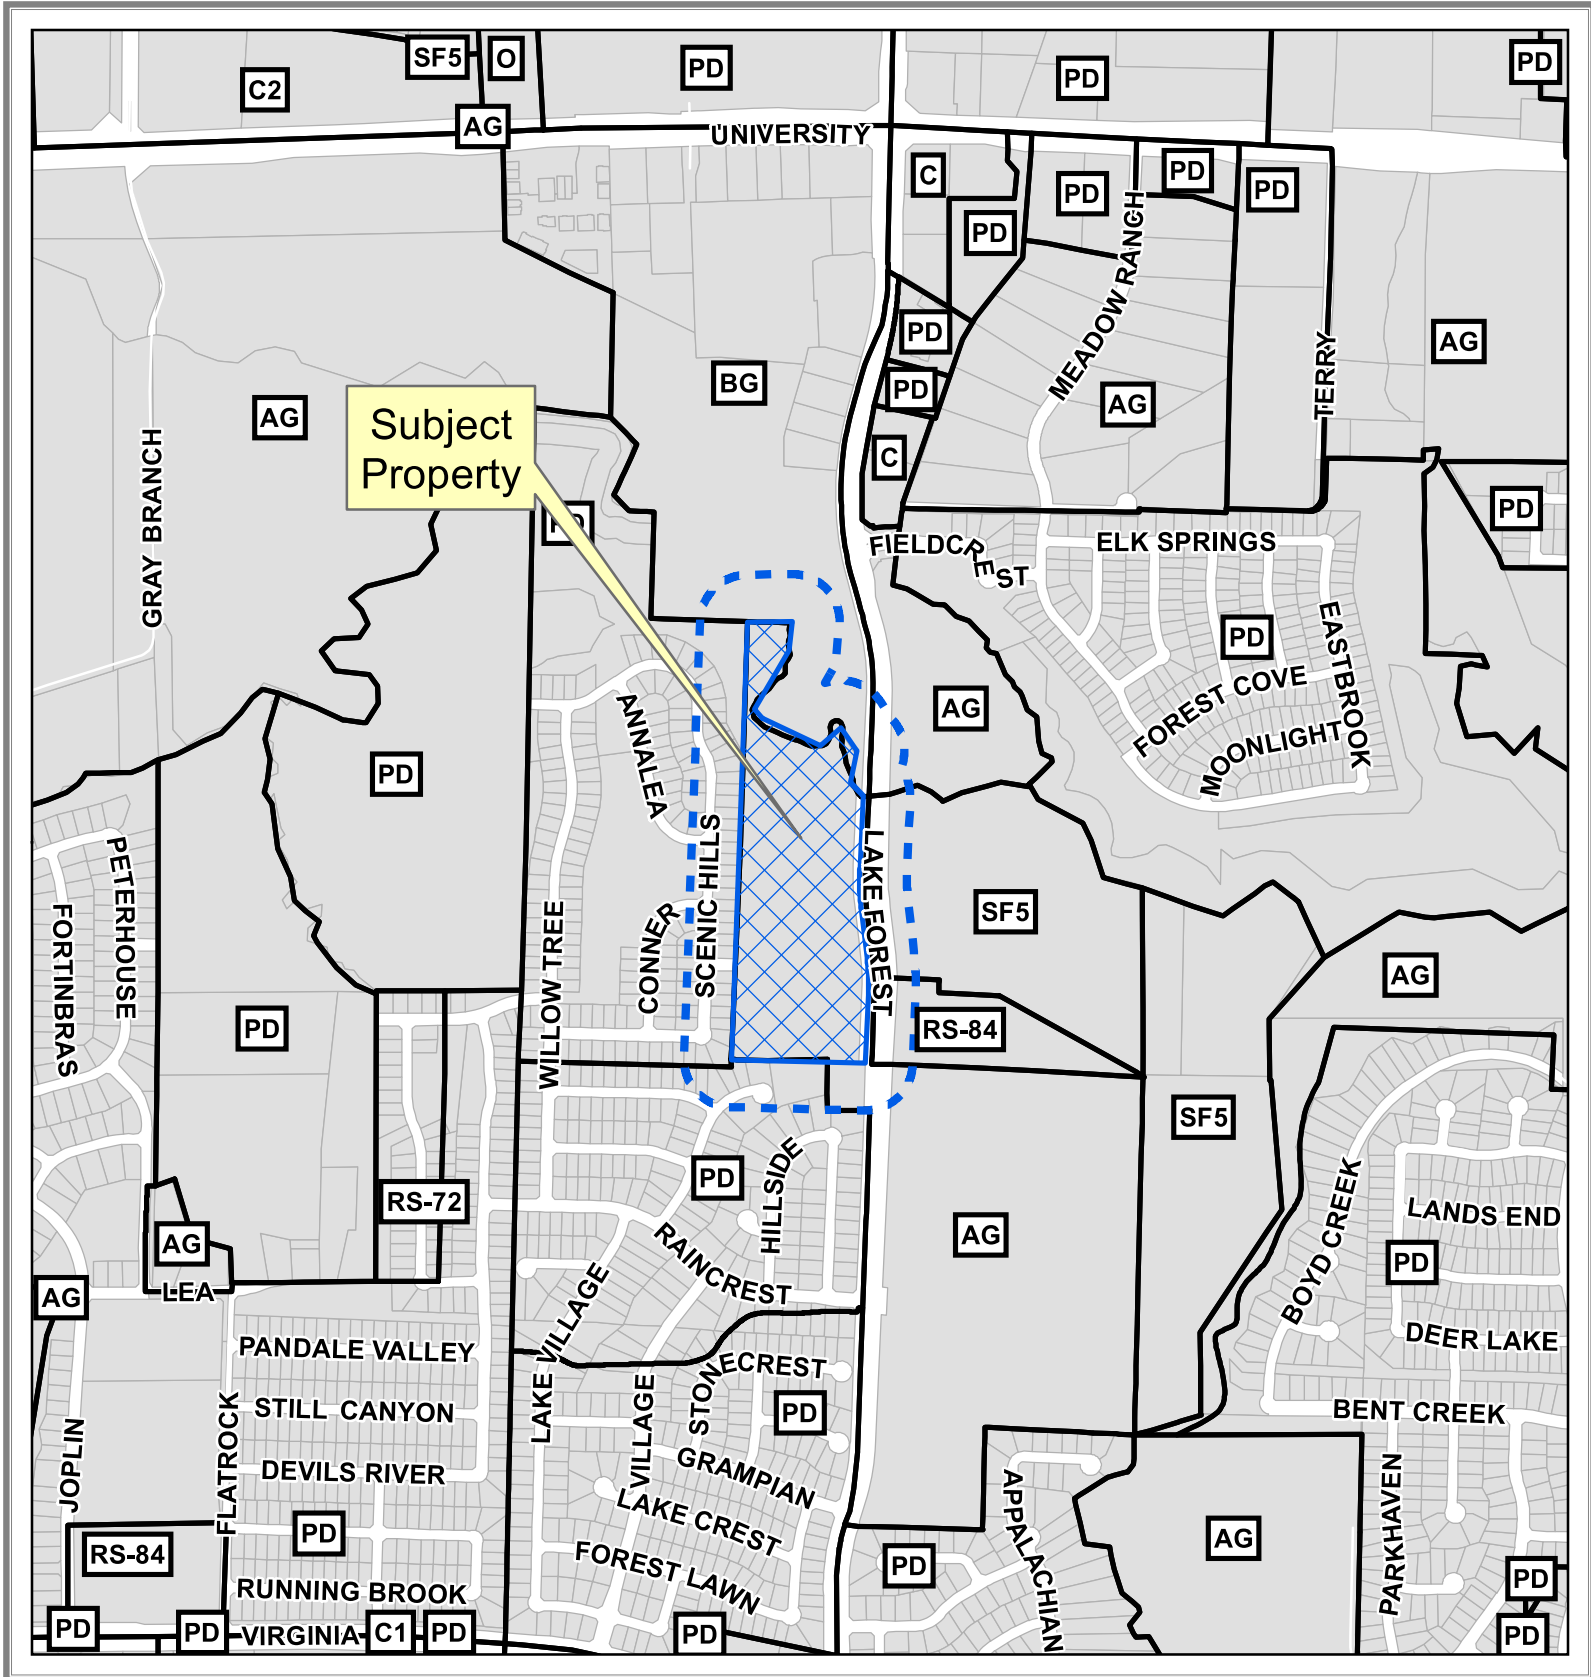 SF5
O
PD
PD
PD
C2
AG
UNIVERSITY
C
PD
PD
PD
PD
MEADOW RANCH
PD
PD
C
AG
TERRY
AG
BG
AG
Subject
Property
GRAY BRANCH
PD
FIELDCREST
ELK SPRINGS
PD
EASTBROOK
PD
FOREST COVE
MOONLIGHT
AG
ANNALEA
PD
SCENIC HILLS
LAKE FOREST
PETERHOUSE
FORTINBRAS
CONNER
WILLOW TREE
SF5
AG
PD
RS-84
SF5
PD
HILLSIDE
RS-72
AG
LEA
AG
RAINCREST
AG
BOYD CREEK
LANDS END
PD
DEER LAKE
BENT CREEK
PANDALE VALLEY
STILL CANYON
DEVILS RIVER
LAKE VILLAGE
VILLAGE
STONECREST
PD
GRAMPIAN
LAKE CREST
FOREST LAWN
JOPLIN
FLATROCK
PD
RS-84
RUNNING BROOK
PD
PD
VIRGINIA
C1
PD
PD
PD
APPALACHIAN
AG
PARKHAVEN
PD
PD